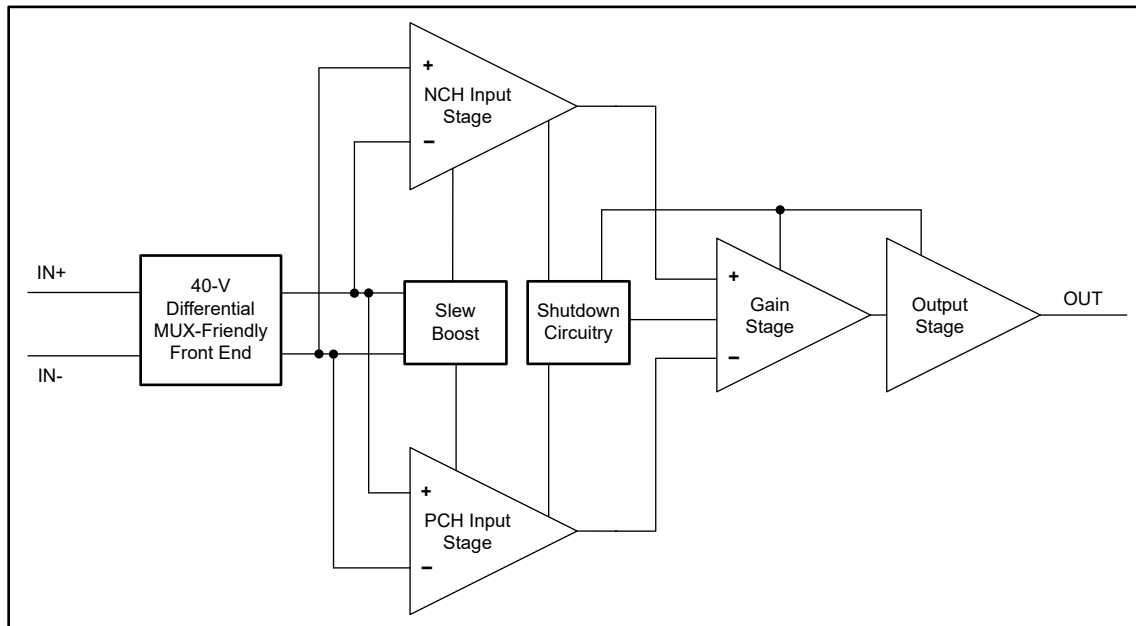 +
NCH Input
Stage
−
IN+
IN-
40-V
Differential
MUX-Friendly
Front End
Slew
Boost
Shutdown
Circuitry
+
Gain
Stage
−
Output
Stage
OUT
+
PCH Input
Stage
−